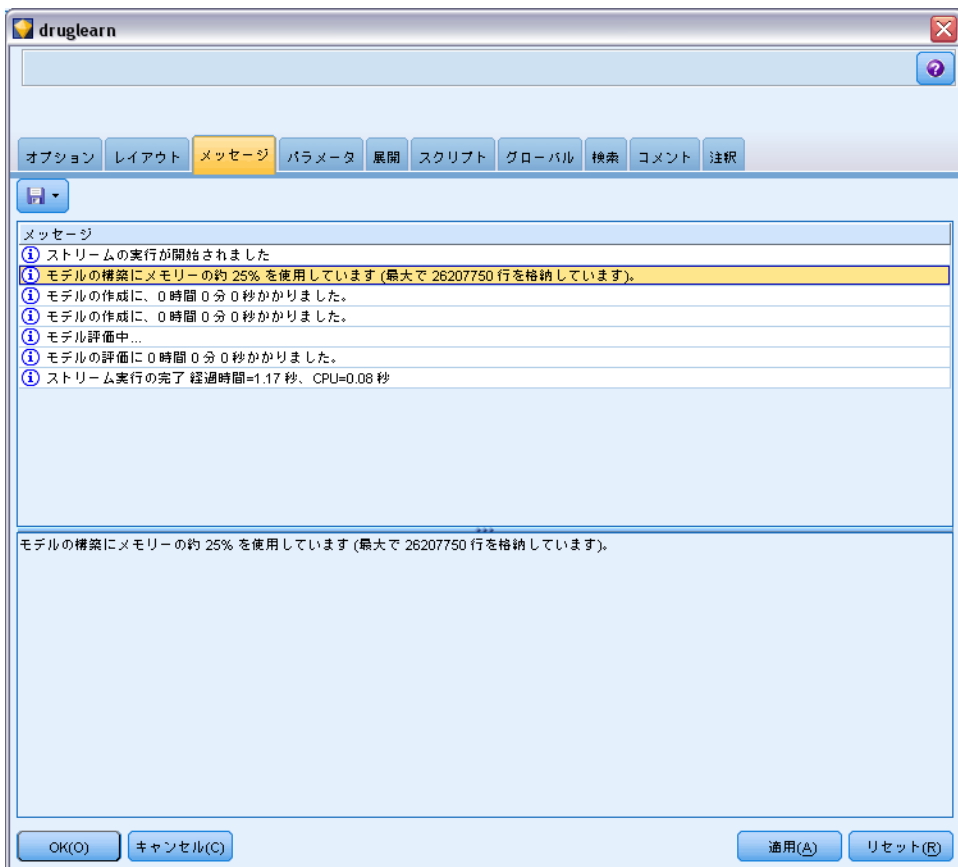 druglearn
オプション レイアウト メッセージ パラメータ 展開 スクリプト グローバル 検索 コメント 注釈
メッセージ
ストリームの実行が開始されました
モデルの構築にメモリーの約 25% を使用しています (最大で 26207750 行を格納しています)。
モデルの作成に、0 時間 0 分 0 秒かかりました。
モデルの作成に、0 時間 0 分 0 秒かかりました。
モデル評価中...
モデルの評価に 0 時間 0 分 0 秒かかりました。
ストリーム実行の完了 経過時間=1.17 秒、CPU=0.08 秒
モデルの構築にメモリーの約 25% を使用しています (最大で 26207750 行を格納しています)。
OK(O) キャンセル(C) 適用(A) リセット(R)